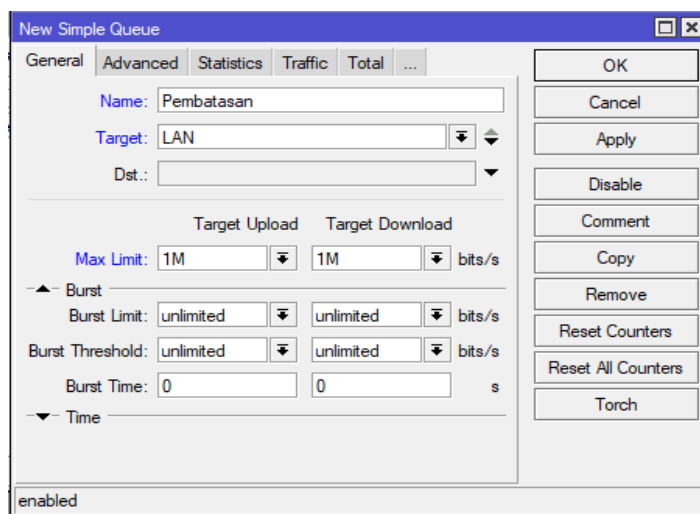 New Simple Queue
General Advanced Statistics Traffic Total ...
Name: Pembatasan
Target: LAN
Dst.:
Target Upload Target Download
Max Limit: 1M 1M bits/s
Burst
Burst Limit: unlimited unlimited bits/s
Burst Threshold: unlimited unlimited bits/s
Burst Time: 0 0 s
Time
OK
Cancel
Apply
Disable
Comment
Copy
Remove
Reset Counters
Reset All Counters
Torch
enabled